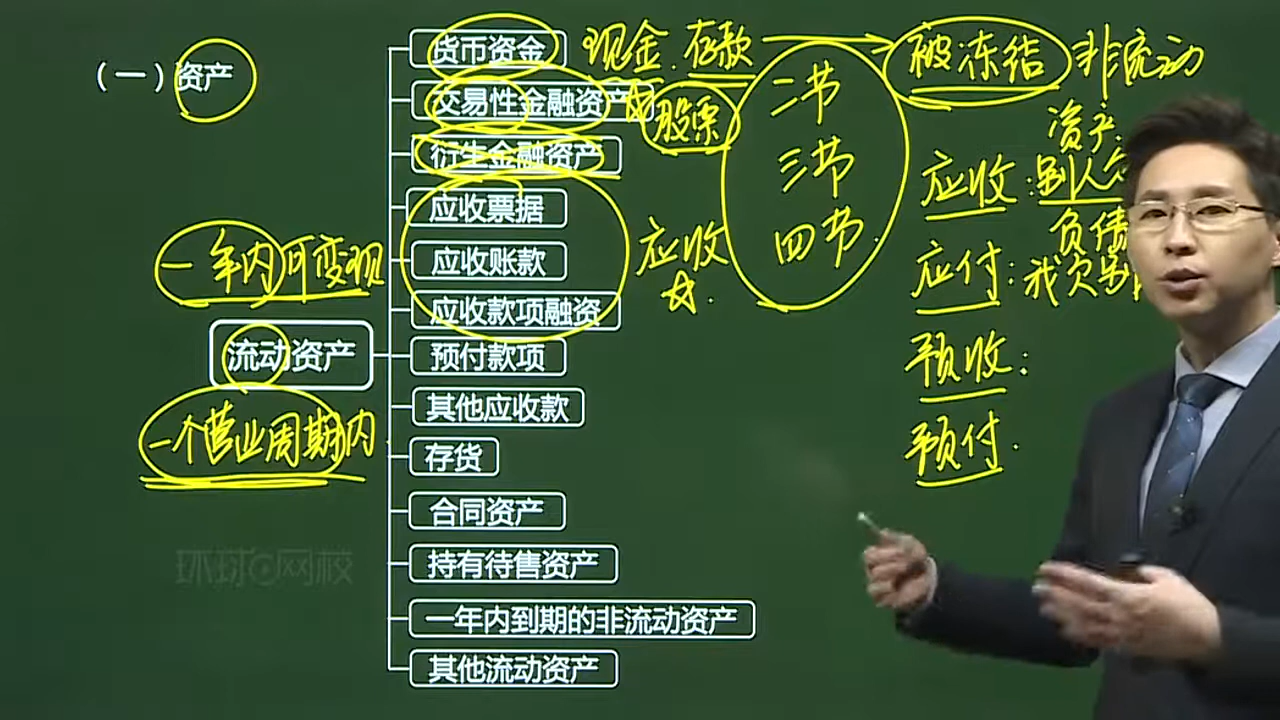 （一）资产
货币资金
现金.存款
被冻结
非流动
资产.
交易性金融资产
股票
二节
三节
四节.
衍生金融资产
应收:别人
应收票据
应收账款
应收款项融资
应收
负债
应付:我欠别
一年内可变现
流动资产
一个营业周期内
预付款项
预收:
其他应收款
预付.
存货
合同资产
持有待售资产
一年内到期的非流动资产
其他流动资产
环球网校